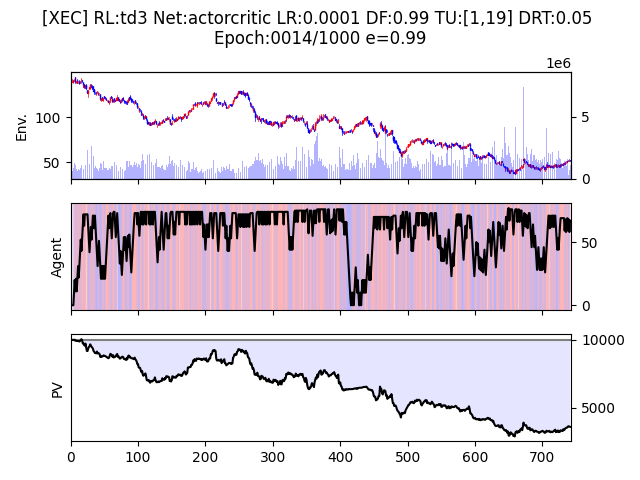 [XEC] RL:td3 Net:actorcritic LR:0.0001 DF:0.99 TU:[1,19] DRT:0.05
Epoch:0014/1000 e=0.99
1e6
Env.
100
50
5
0
Agent
50
0
PV
10000
5000
0 100 200 300 400 500 600 700